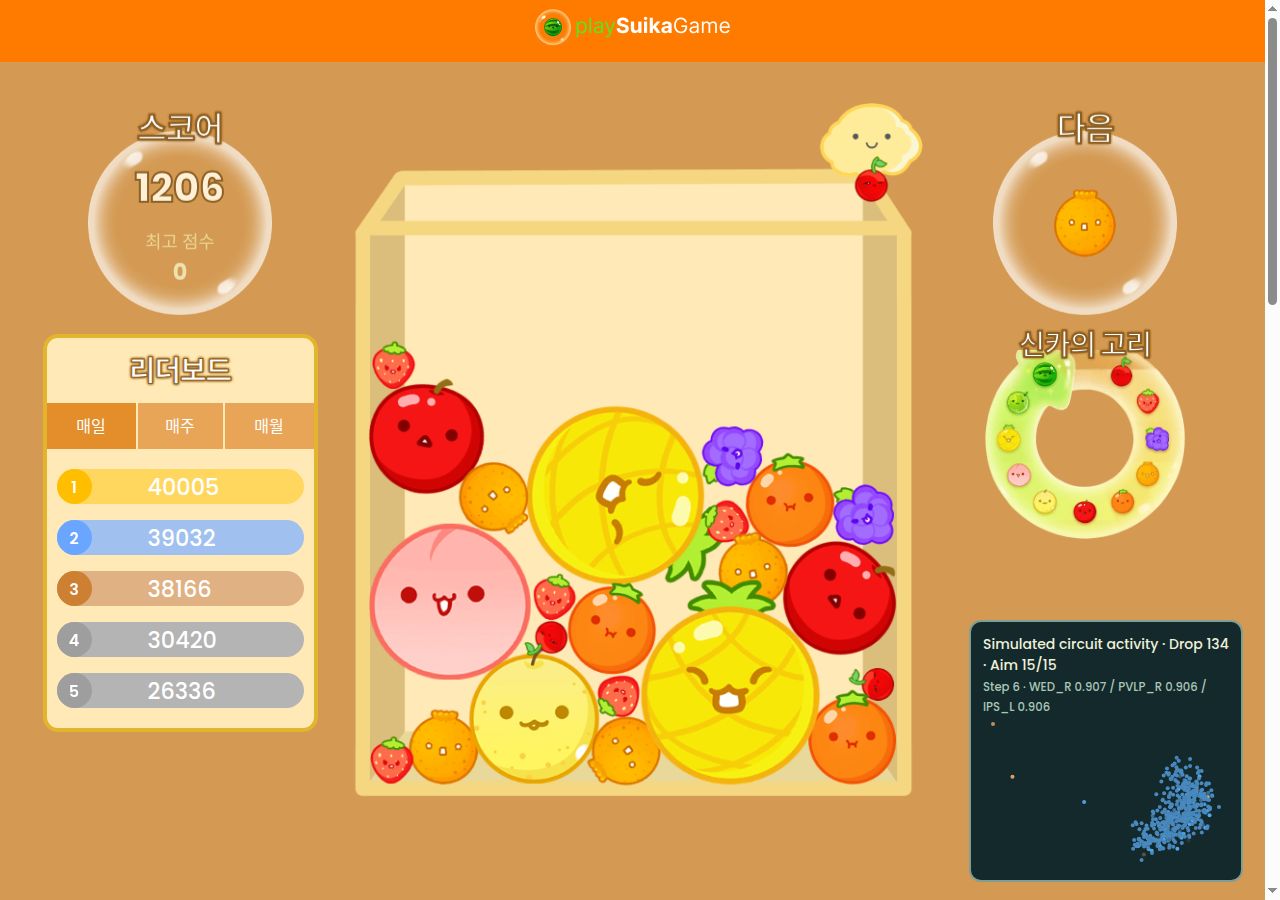 playSuikaGame
스코어
1206
최고 점수
0
다음
신카의 고리
리더보드
매일
매주
매월
1 40005
2 39032
3 38166
4 30420
5 26336
Simulated circuit activity · Drop 134
· Aim 15/15
Step 6 · WED_R 0.907 / PVLP_R 0.906 /
IPS_L 0.906